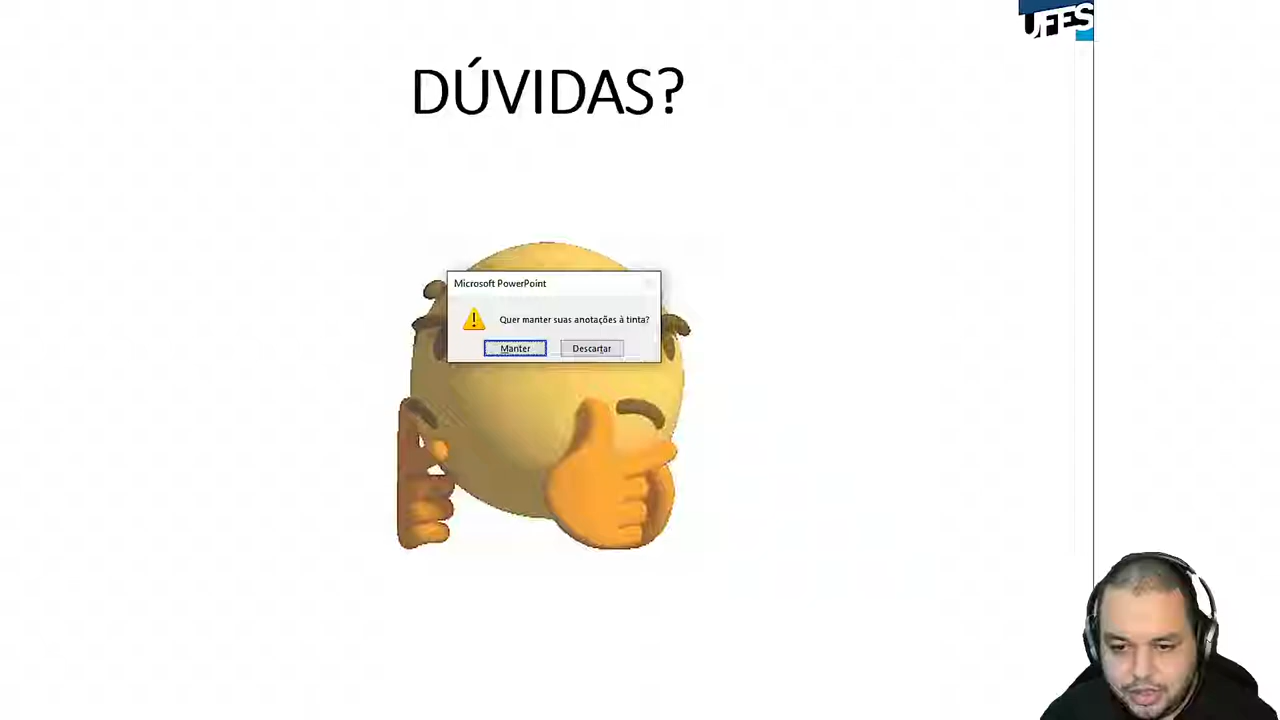 UFES
DÚVIDAS?
Microsoft PowerPoint
Quer manter suas anotações à tinta?
Manter
Descartar